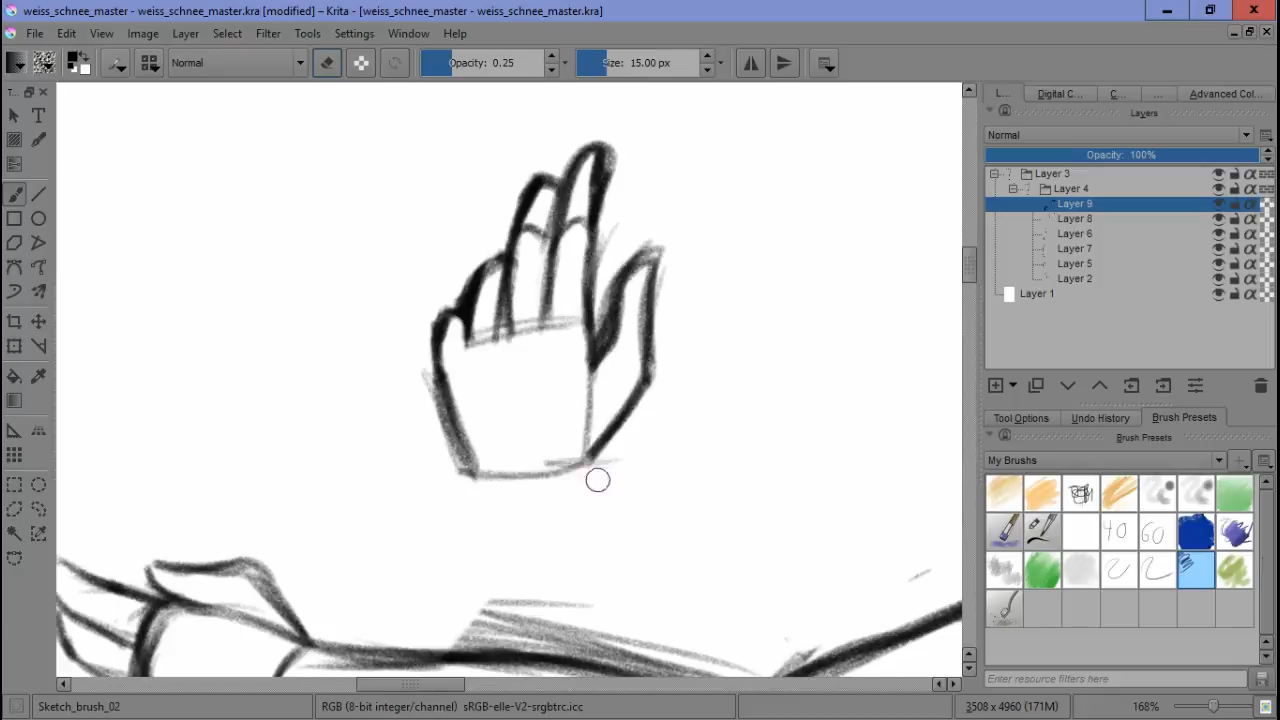 weiss_schnee_master - weiss_schnee_master.kra [modified] – Krita - [weiss_schnee_master - weiss_schnee_master.kra]
File Edit View Image Layer Select Filter Tools Settings Window Help
Normal Opacity: 0.25 Size: 15.00 px
T... L... Digital C... C... ... Advanced Col...
Layers
Normal
Opacity: 100%
Layer 3
Layer 4
Layer 9
Layer 8
Layer 6
Layer 7
Layer 5
Layer 2
Layer 1
Tool Options Undo History Brush Presets
Brush Presets
My Brushes
40 60
Enter resource filters here
Sketch_brush_02 RGB (8-bit integer/channel) sRGB-elle-V2-srgbtrc.icc 3508 x 4960 (171M) 168%